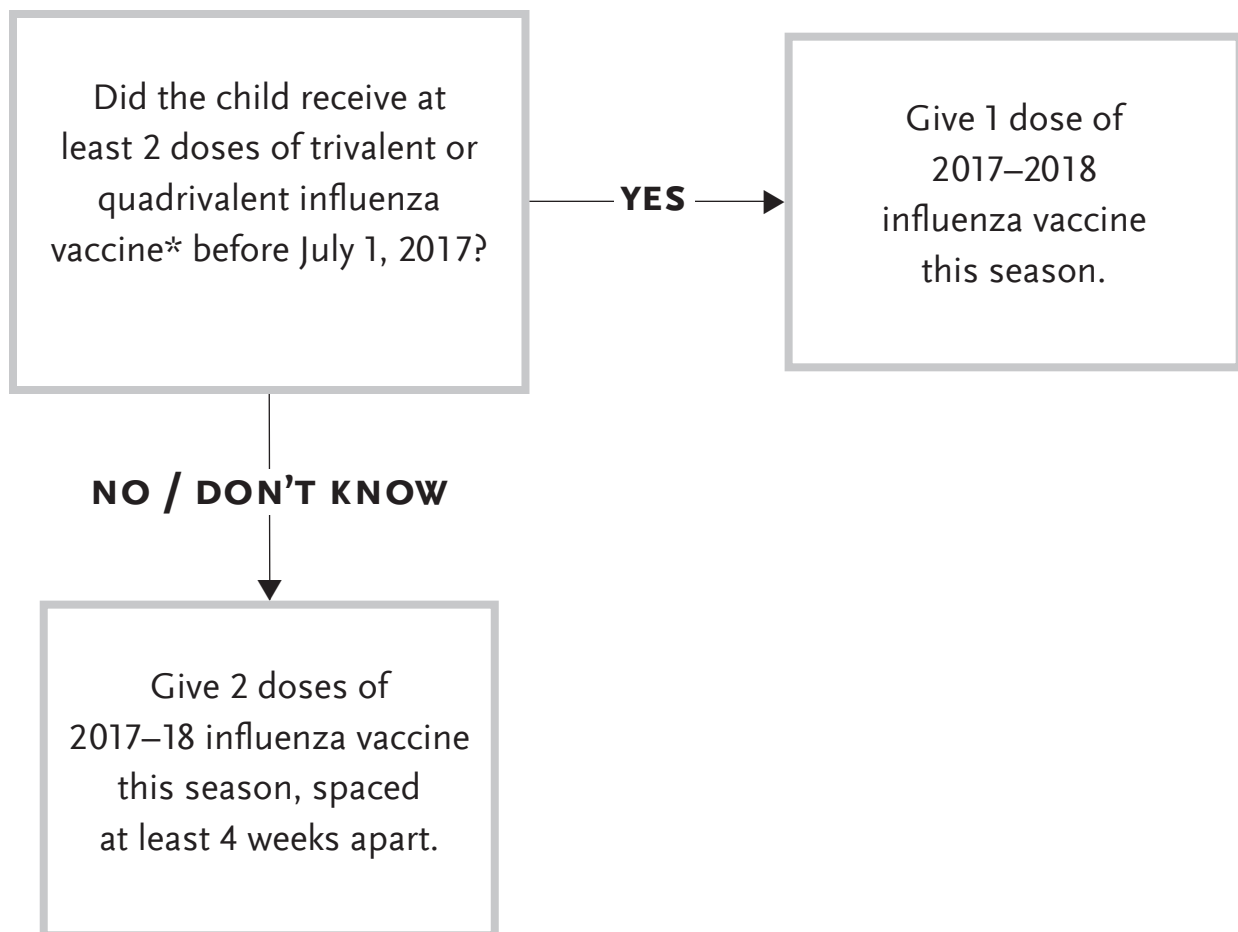 Did the child receive at
least 2 doses of trivalent or
quadrivalent influenza
vaccine* before July 1, 2017?
YES
Give 1 dose of
2017–2018
influenza vaccine
this season.
NO / DON’T KNOW
Give 2 doses of
2017–18 influenza vaccine
this season, spaced
at least 4 weeks apart.